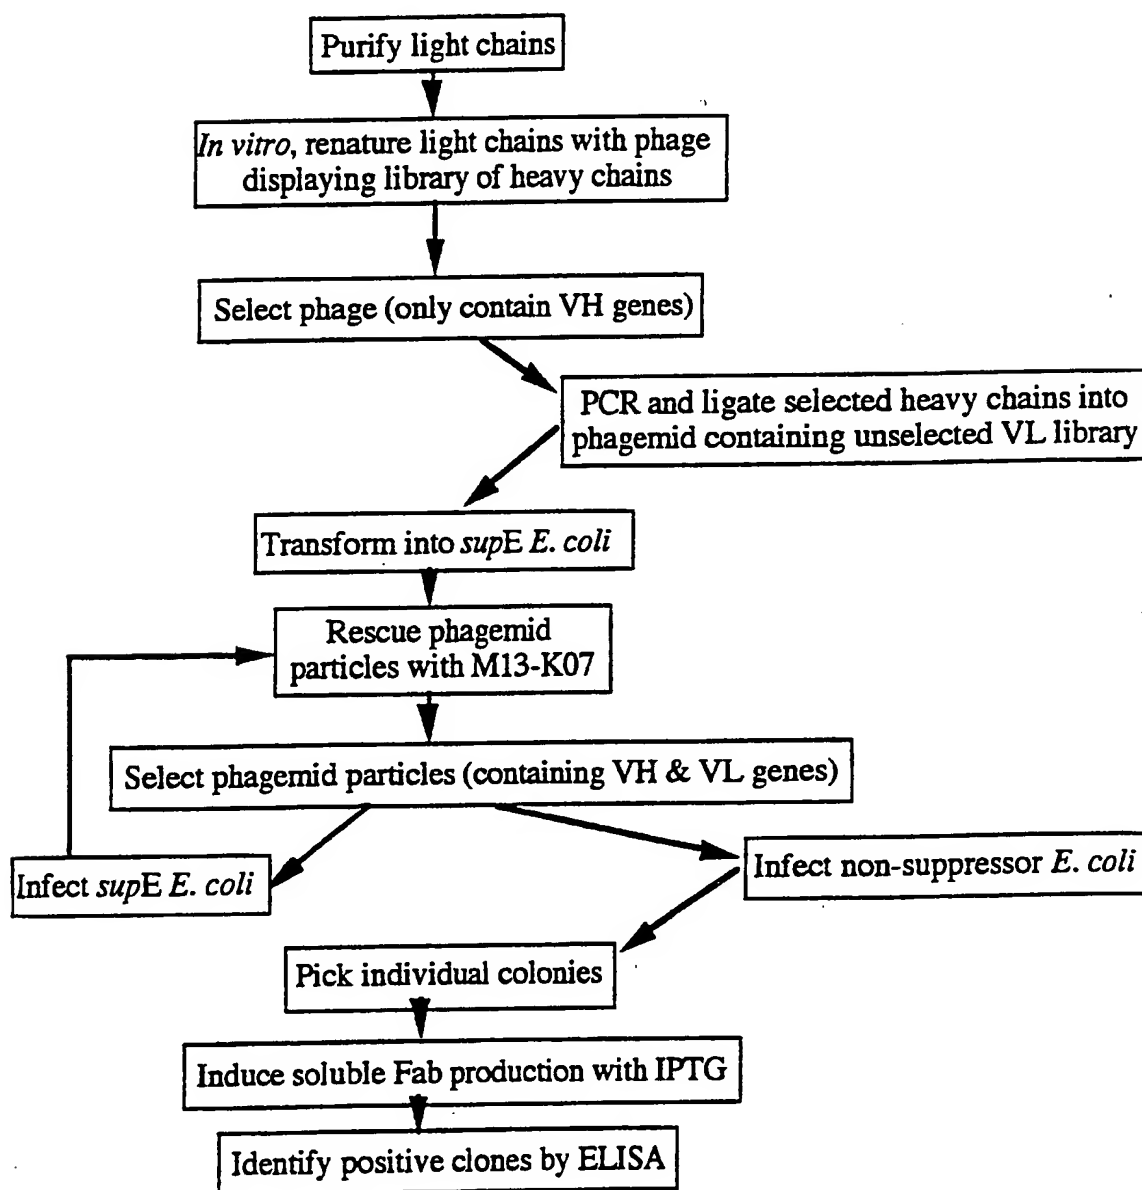 Purify light chains
In vitro, renature light chains with phage
displaying library of heavy chains
Select phage (only contain VH genes)
PCR and ligate selected heavy chains into
phagemid containing unselected VL library
Transform into supE E. coli
Rescue phagemid
particles with M13-K07
Select phagemid particles (containing VH & VL genes)
Infect supE E. coli
Infect non-suppressor E. coli
Pick individual colonies
Induce soluble Fab production with IPTG
Identify positive clones by ELISA